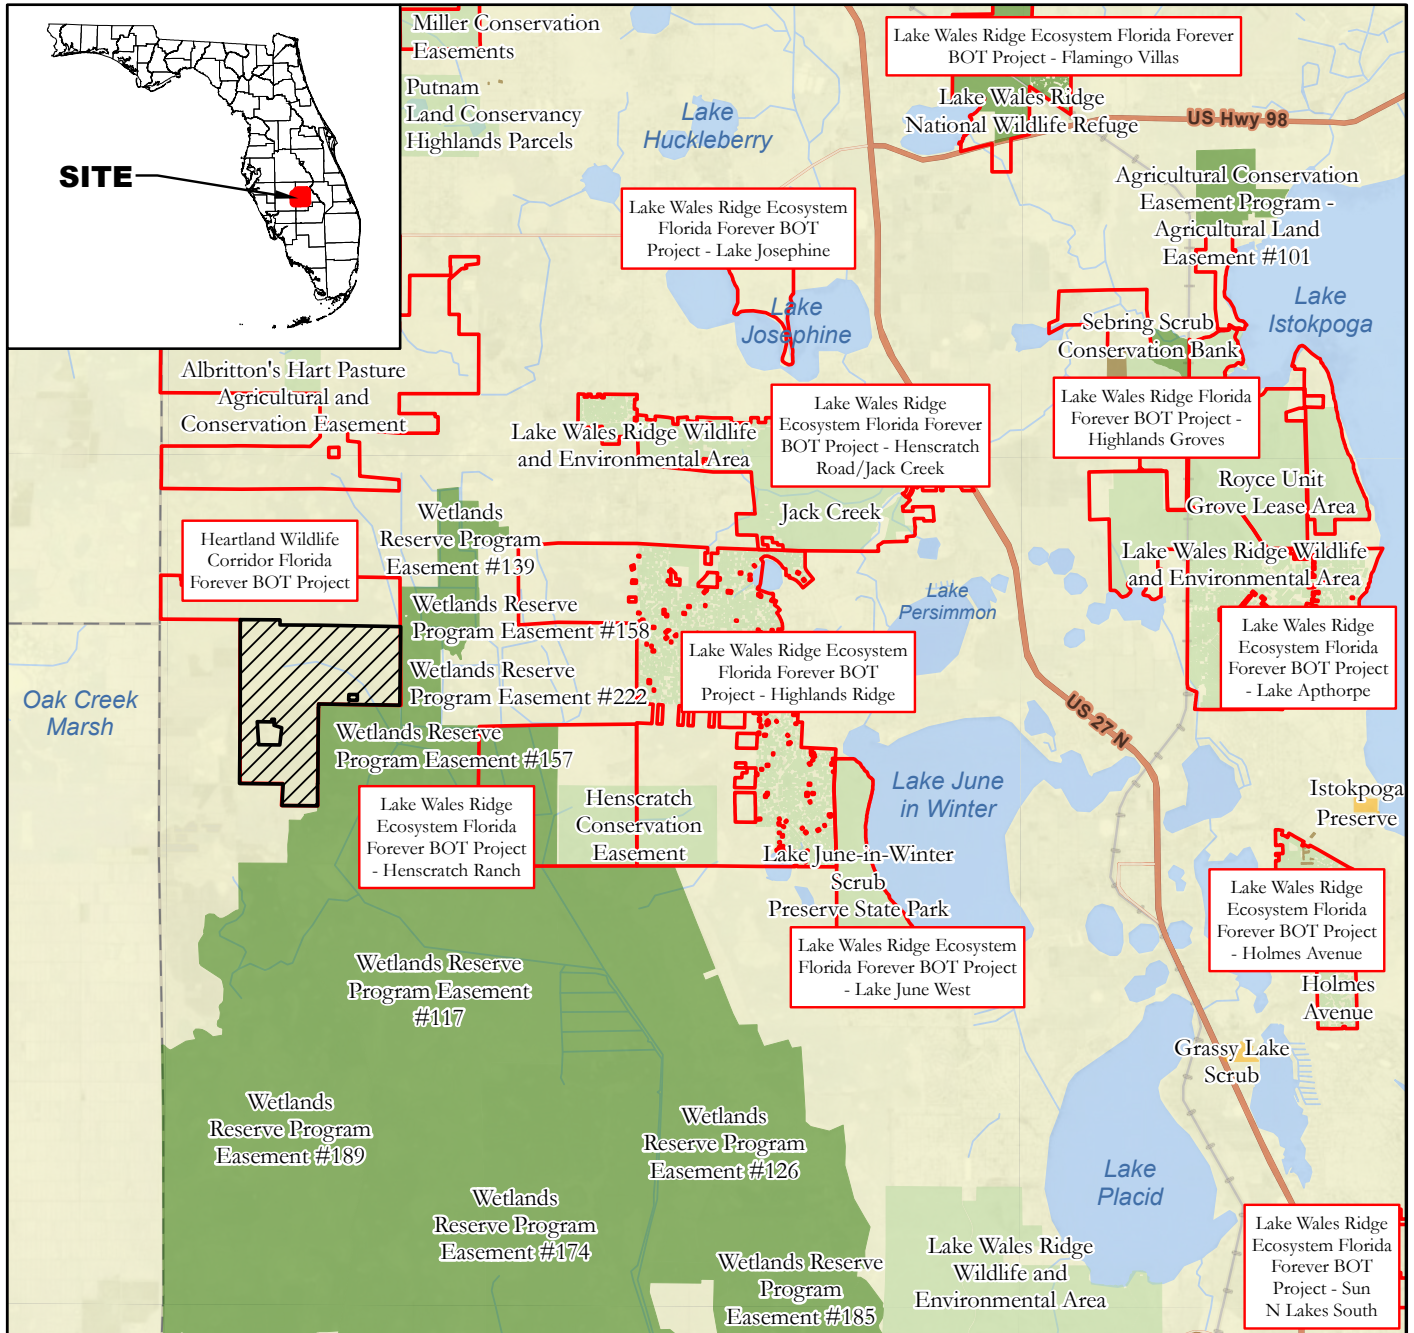 Miller Conservation
Easements
Putnam
Land Conservancy
Highlands Parcels
SITE
Lake
Huckleberry
Lake Wales Ridge Ecosystem Florida Forever
BOT Project - Flamingo Villas
Lake Wales Ridge
National Wildlife Refuge
US Hwy 98
Agricultural Conservation
Easement Program -
Agricultural Land
Easement #101
Lake Wales Ridge Ecosystem
Florida Forever BOT
Project - Lake Josephine
Lake
Josephine
Lake
Istokpoga
Sebring Scrub
Conservation Bank
Albritton's Hart Pasture
Agricultural and
Conservation Easement
Lake Wales Ridge Wildlife
and Environmental Area
Lake Wales Ridge
Ecosystem Florida Forever
BOT Project - Henscratch
Road/Jack Creek
Lake Wales Ridge Florida
Forever BOT Project -
Highlands Groves
Royce Unit
Grove Lease Area
Jack Creek
Wetlands
Reserve Program
Easement #139
Heartland Wildlife
Corridor Florida
Forever BOT Project
Lake Wales Ridge Wildlife
and Environmental Area
Lake
Persimmon
Wetlands Reserve
Program Easement #158
Lake Wales Ridge Ecosystem
Florida Forever BOT
Project - Highlands Ridge
Lake Wales Ridge
Ecosystem Florida
Forever BOT Project
- Lake Apthorpe
Wetlands Reserve
Program Easement #222
Oak Creek
Marsh
US 27 N
Wetlands Reserve
Program Easement #157
Lake Wales Ridge
Ecosystem Florida
Forever BOT Project
- Henscratch Ranch
Henscratch
Conservation
Easement
Lake June
in Winter
Istokpoga
Preserve
Lake June-in-Winter
Scrub
Preserve State Park
Lake Wales Ridge
Ecosystem Florida
Forever BOT Project
- Holmes Avenue
Lake Wales Ridge Ecosystem
Florida Forever BOT Project
- Lake June West
Holmes
Avenue
Wetlands Reserve
Program Easement
#117
Grassy Lake
Scrub
Wetlands
Reserve Program
Easement #189
Wetlands
Reserve Program
Easement #126
Lake
Placid
Wetlands
Reserve Program
Easement #174
Wetlands Reserve
Program
Easement #185
Lake Wales Ridge
Wildlife and
Environmental Area
Lake Wales Ridge
Ecosystem Florida
Forever BOT
Project - Sun
N Lakes South